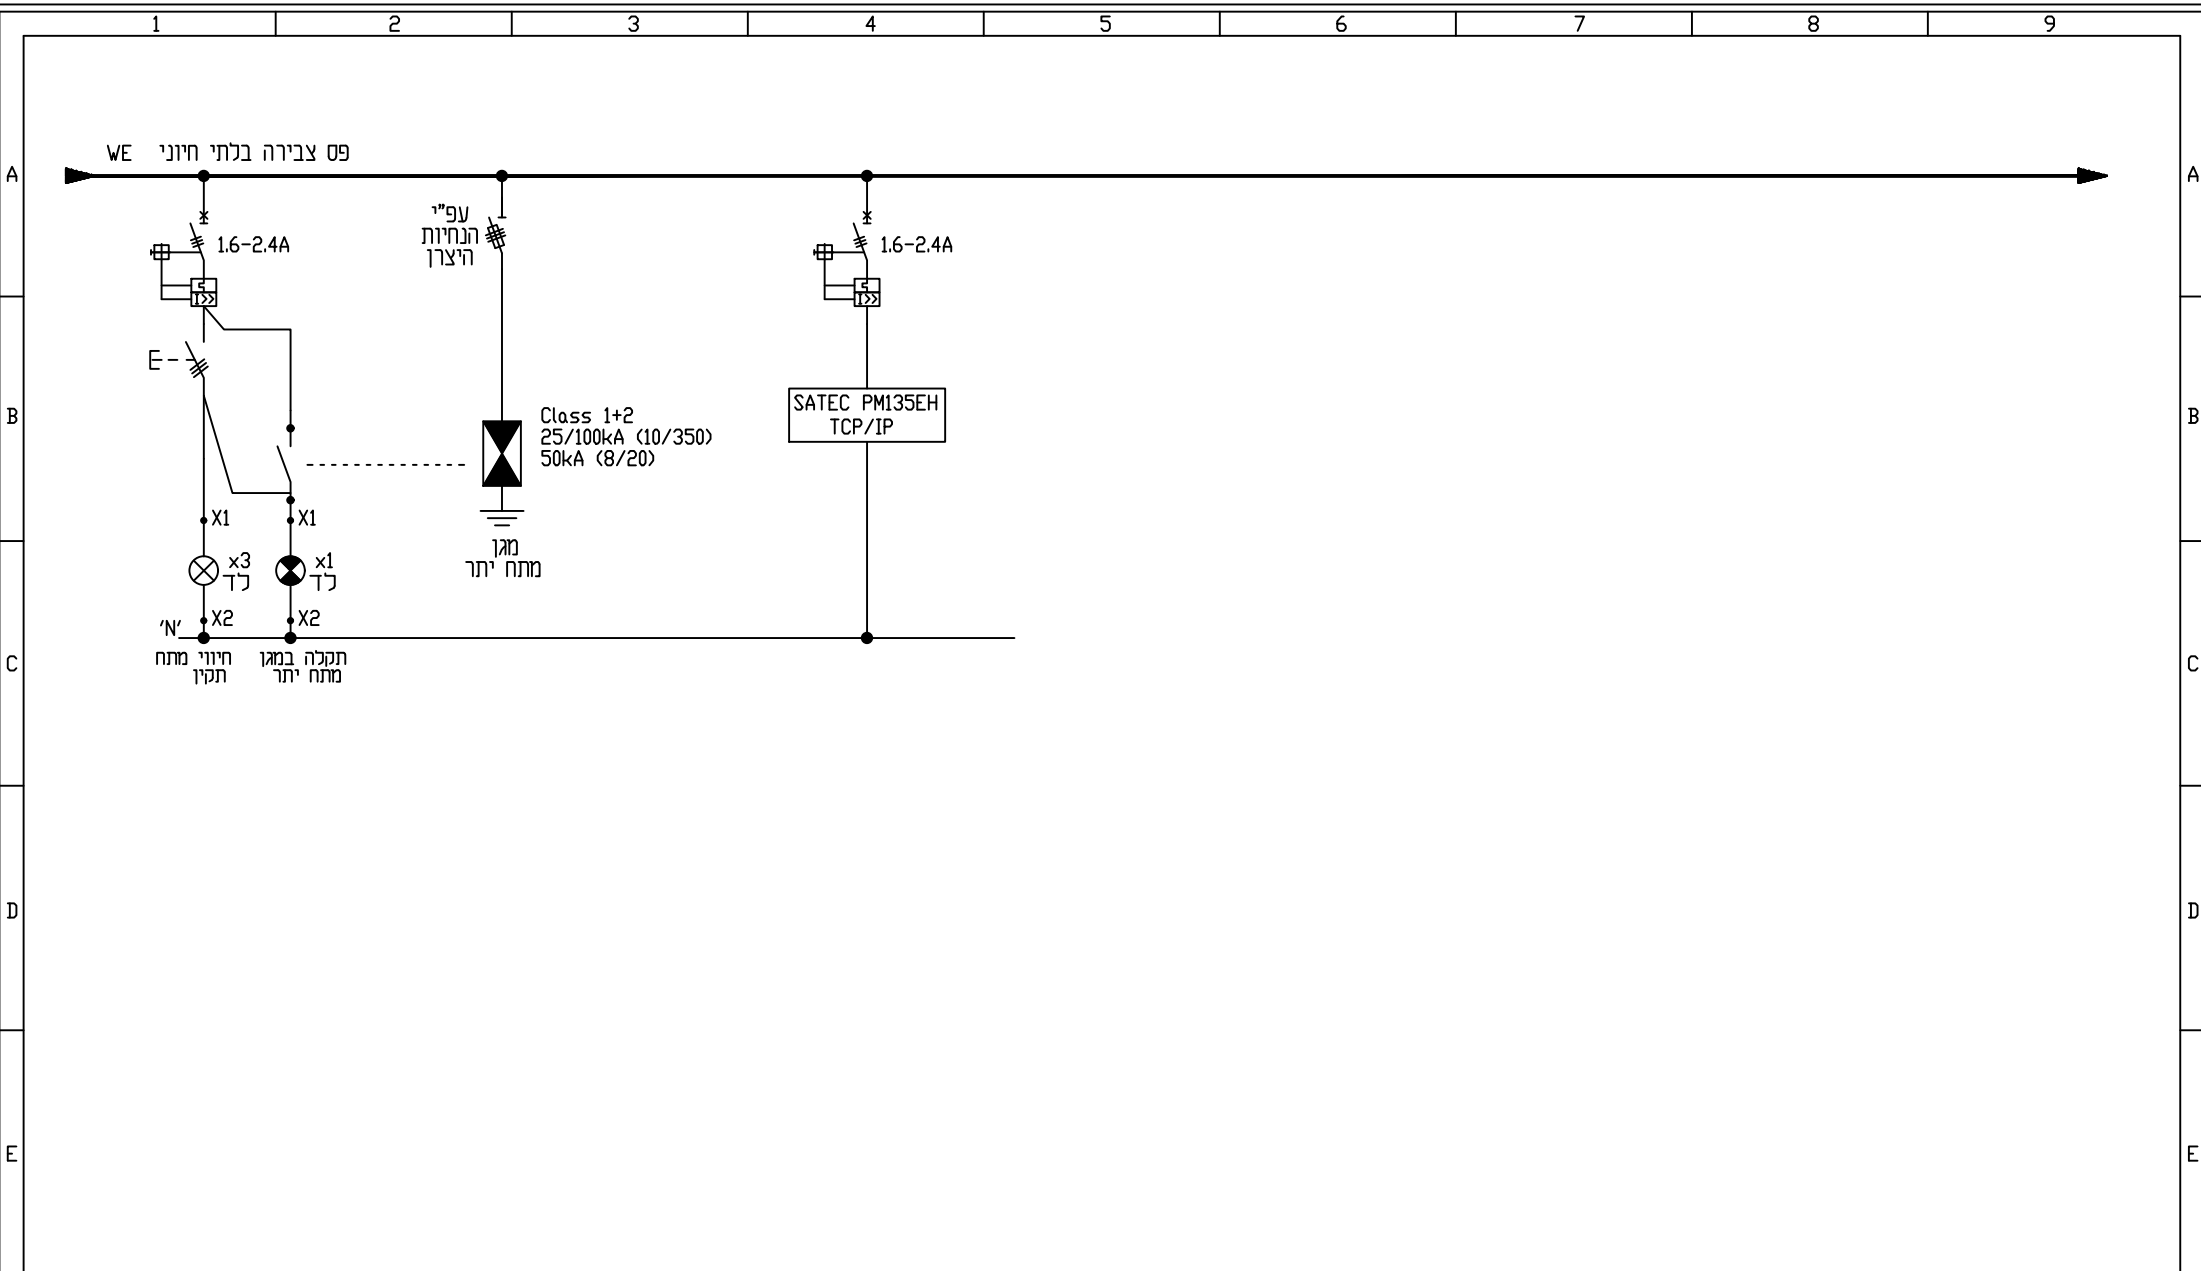 1 2 3 4 5 6 7 8 9
WE פס צבירה בלתי חיוני
A A
עפ"י
הנחיות
היצרן
1.6-2.4A
1.6-2.4A
I>>
I>>
E
SATEC PM135EH
TCP/IP
B B
Class 1+2
25/100kA (10/350)
50kA (8/20)
X1 X1
מגן
מתח יתר
x3
לד
x1
לד
X2 X2
'N'
חיווי מתח
תקין
תקלה במגן
מתח יתר
C C
D D
E E